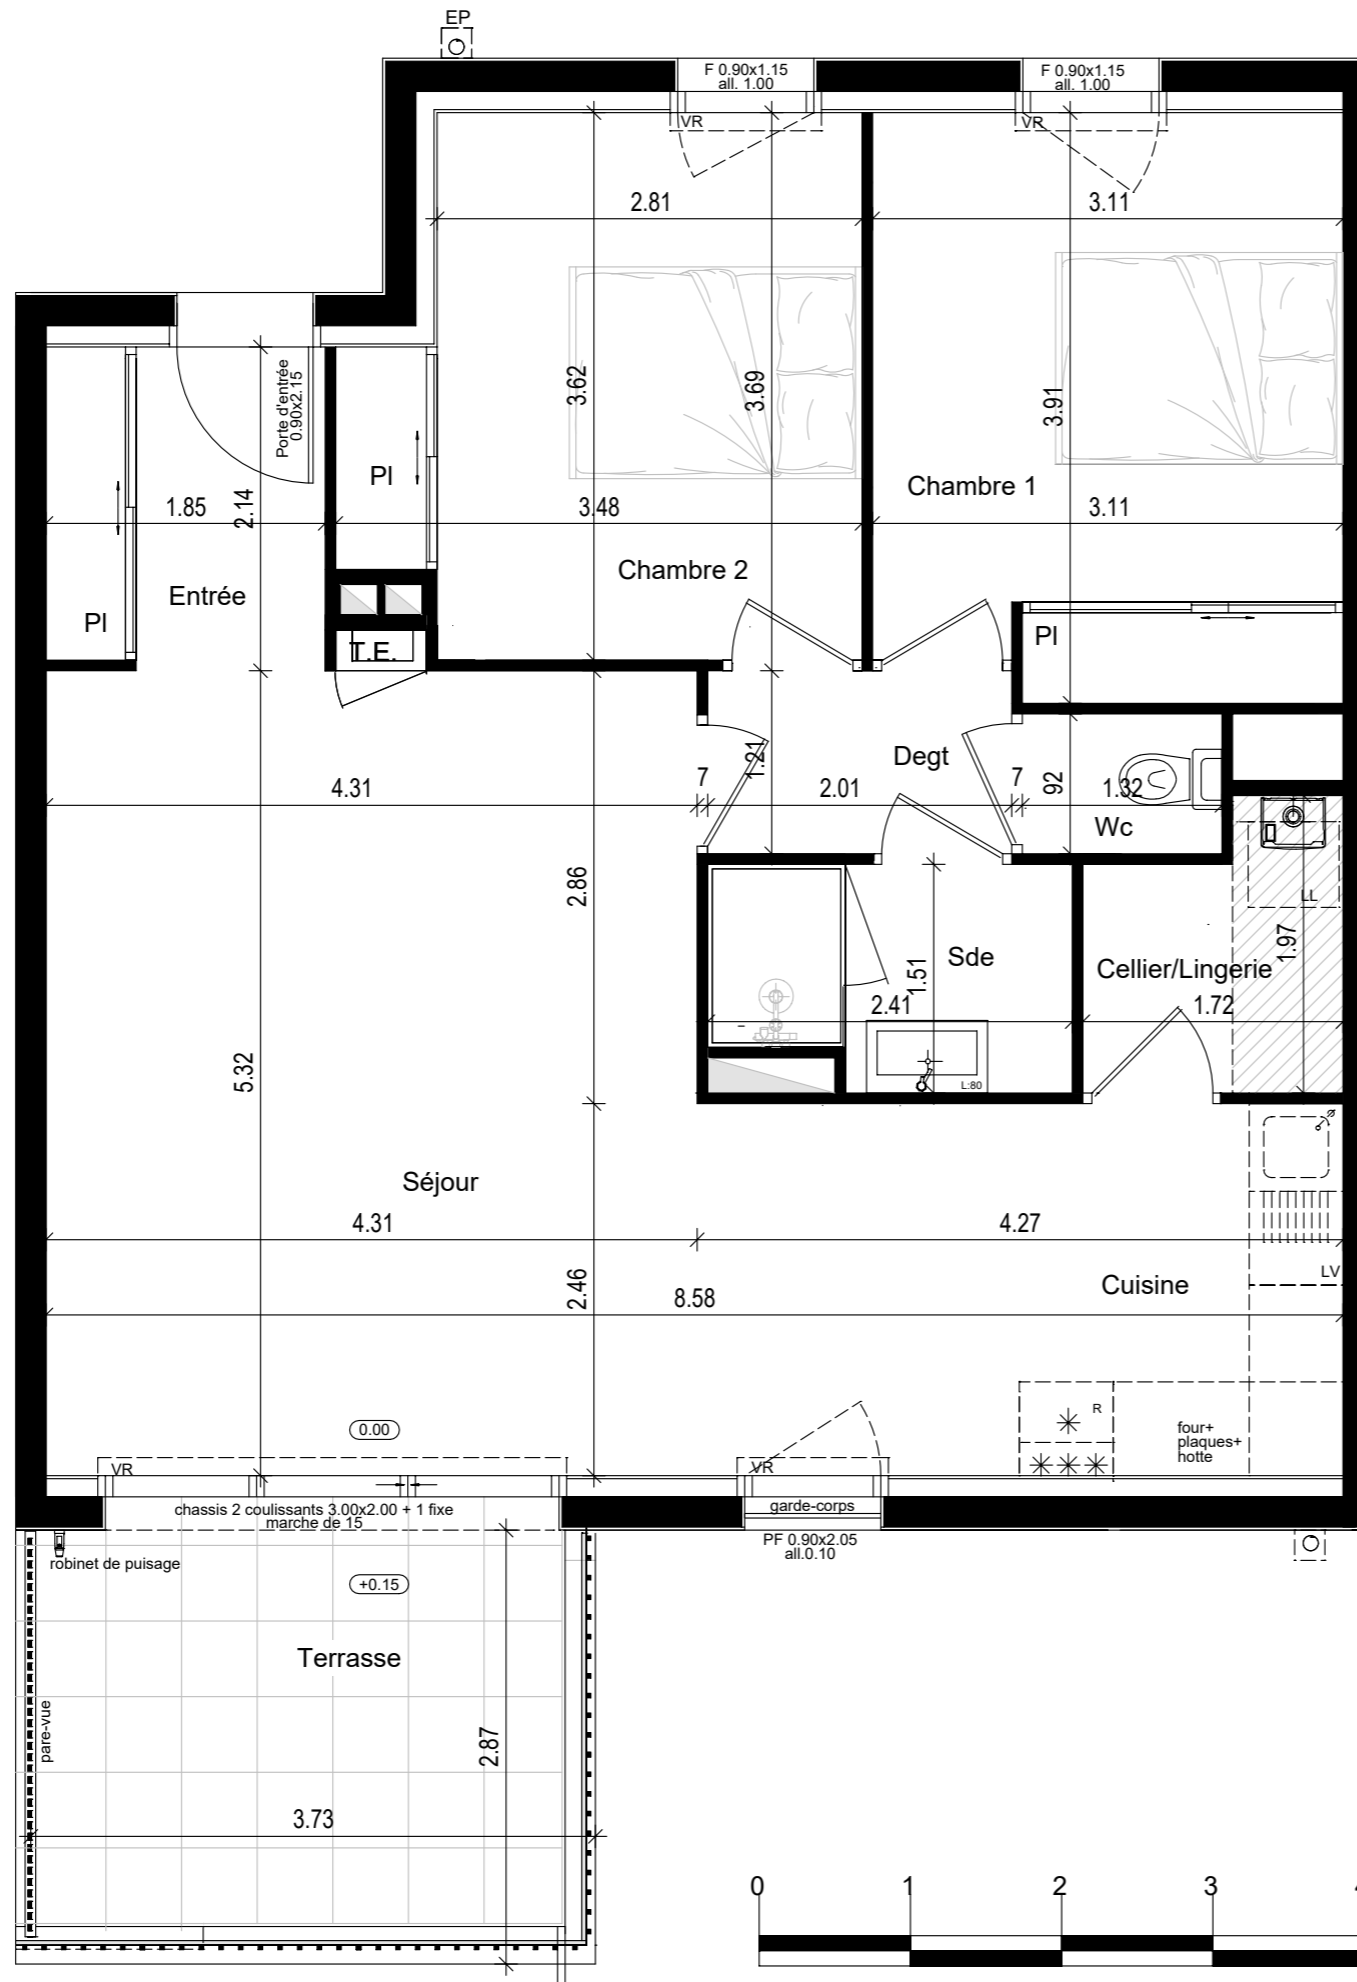 EP
F 0.90x1.15
all. 1.00
F 0.90x1.15
all. 1.00
VR
VR
2.81
3.11
Porte d'entrée
0.90x2.15
3.62
3.69
3.91
Pl
Chambre 1
1.85
2.14
3.48
3.11
Chambre 2
Entrée
Pl
T.E.
Pl
Degt
1.21
4.31
7
2.01
7
92
1.32
Wc
2.86
LL
1.97
Sde
Cellier/Lingerie
1.51
2.41
1.72
5.32
L:80
Séjour
4.31
4.27
LV
Cuisine
2.46
8.58
R
0.00
four+
plaques+
hotte
VR
VR
chassis 2 coulissants 3.00x2.00 + 1 fixe
marche de 15
garde-corps
PF 0.90x2.05
all.0.10
robinet de puisage
+0.15
Terrasse
pare-vue
2.87
3.73
0 1 2 3